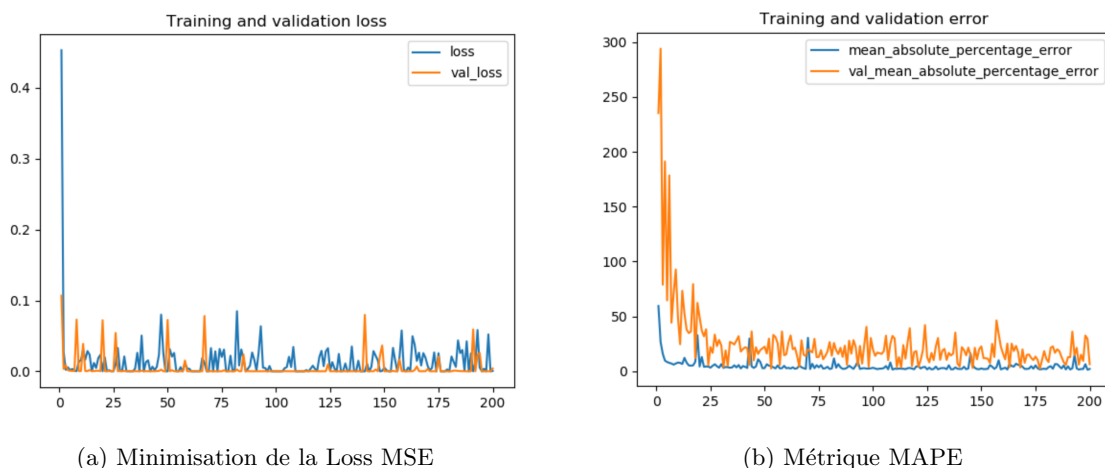 Training and validation loss
loss
val_loss
0.4
0.3
0.2
0.1
0.0
0 25 50 75 100 125 150 175 200
(a) Minimisation de la Loss MSE
Training and validation error
mean_absolute_percentage_error
val_mean_absolute_percentage_error
300
250
200
150
100
50
0
0 25 50 75 100 125 150 175 200
(b) Métrique MAPE